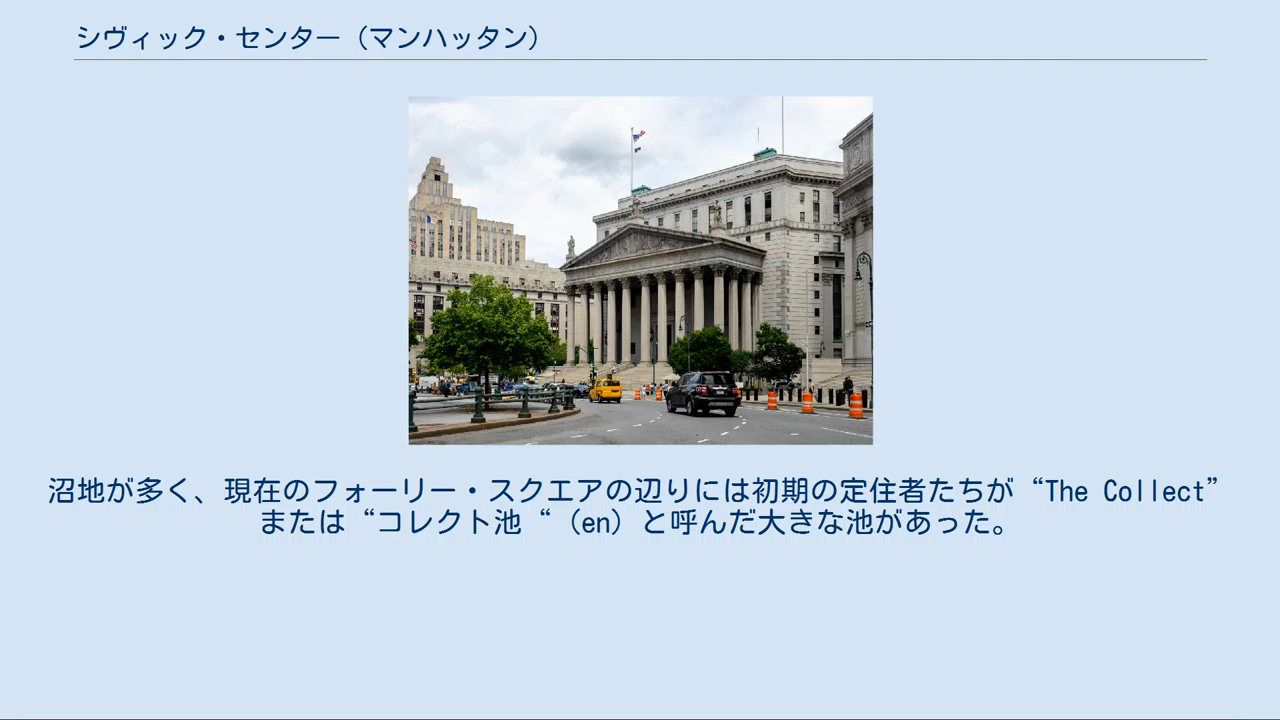 シヴィック・センター（マンハッタン）
沼地が多く、現在のフォーリー・スクエアの辺りには初期の定住者たちが“The Collect”
または“コレクト池“（en）と呼んだ大きな池があった。